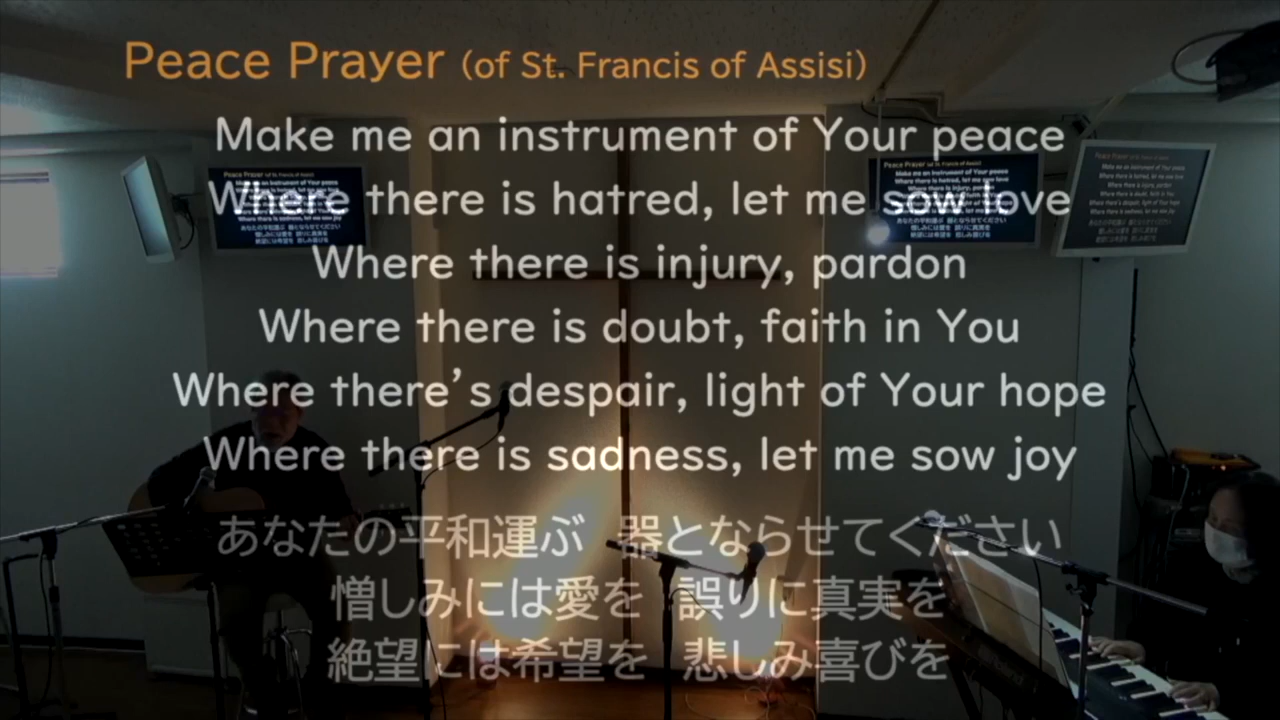 Peace Prayer (of St. Francis of Assisi)
Make me an instrument of Your peace
Where there is hatred, let me sow love
Where there is injury, pardon
Where there is doubt, faith in You
Where there's despair, light of Your hope
Where there is sadness, let me sow joy
あなたの平和運ぶ 器とならせてください
憎しみには愛を 誤りに真実を
絶望には希望を 悲しみ喜びを